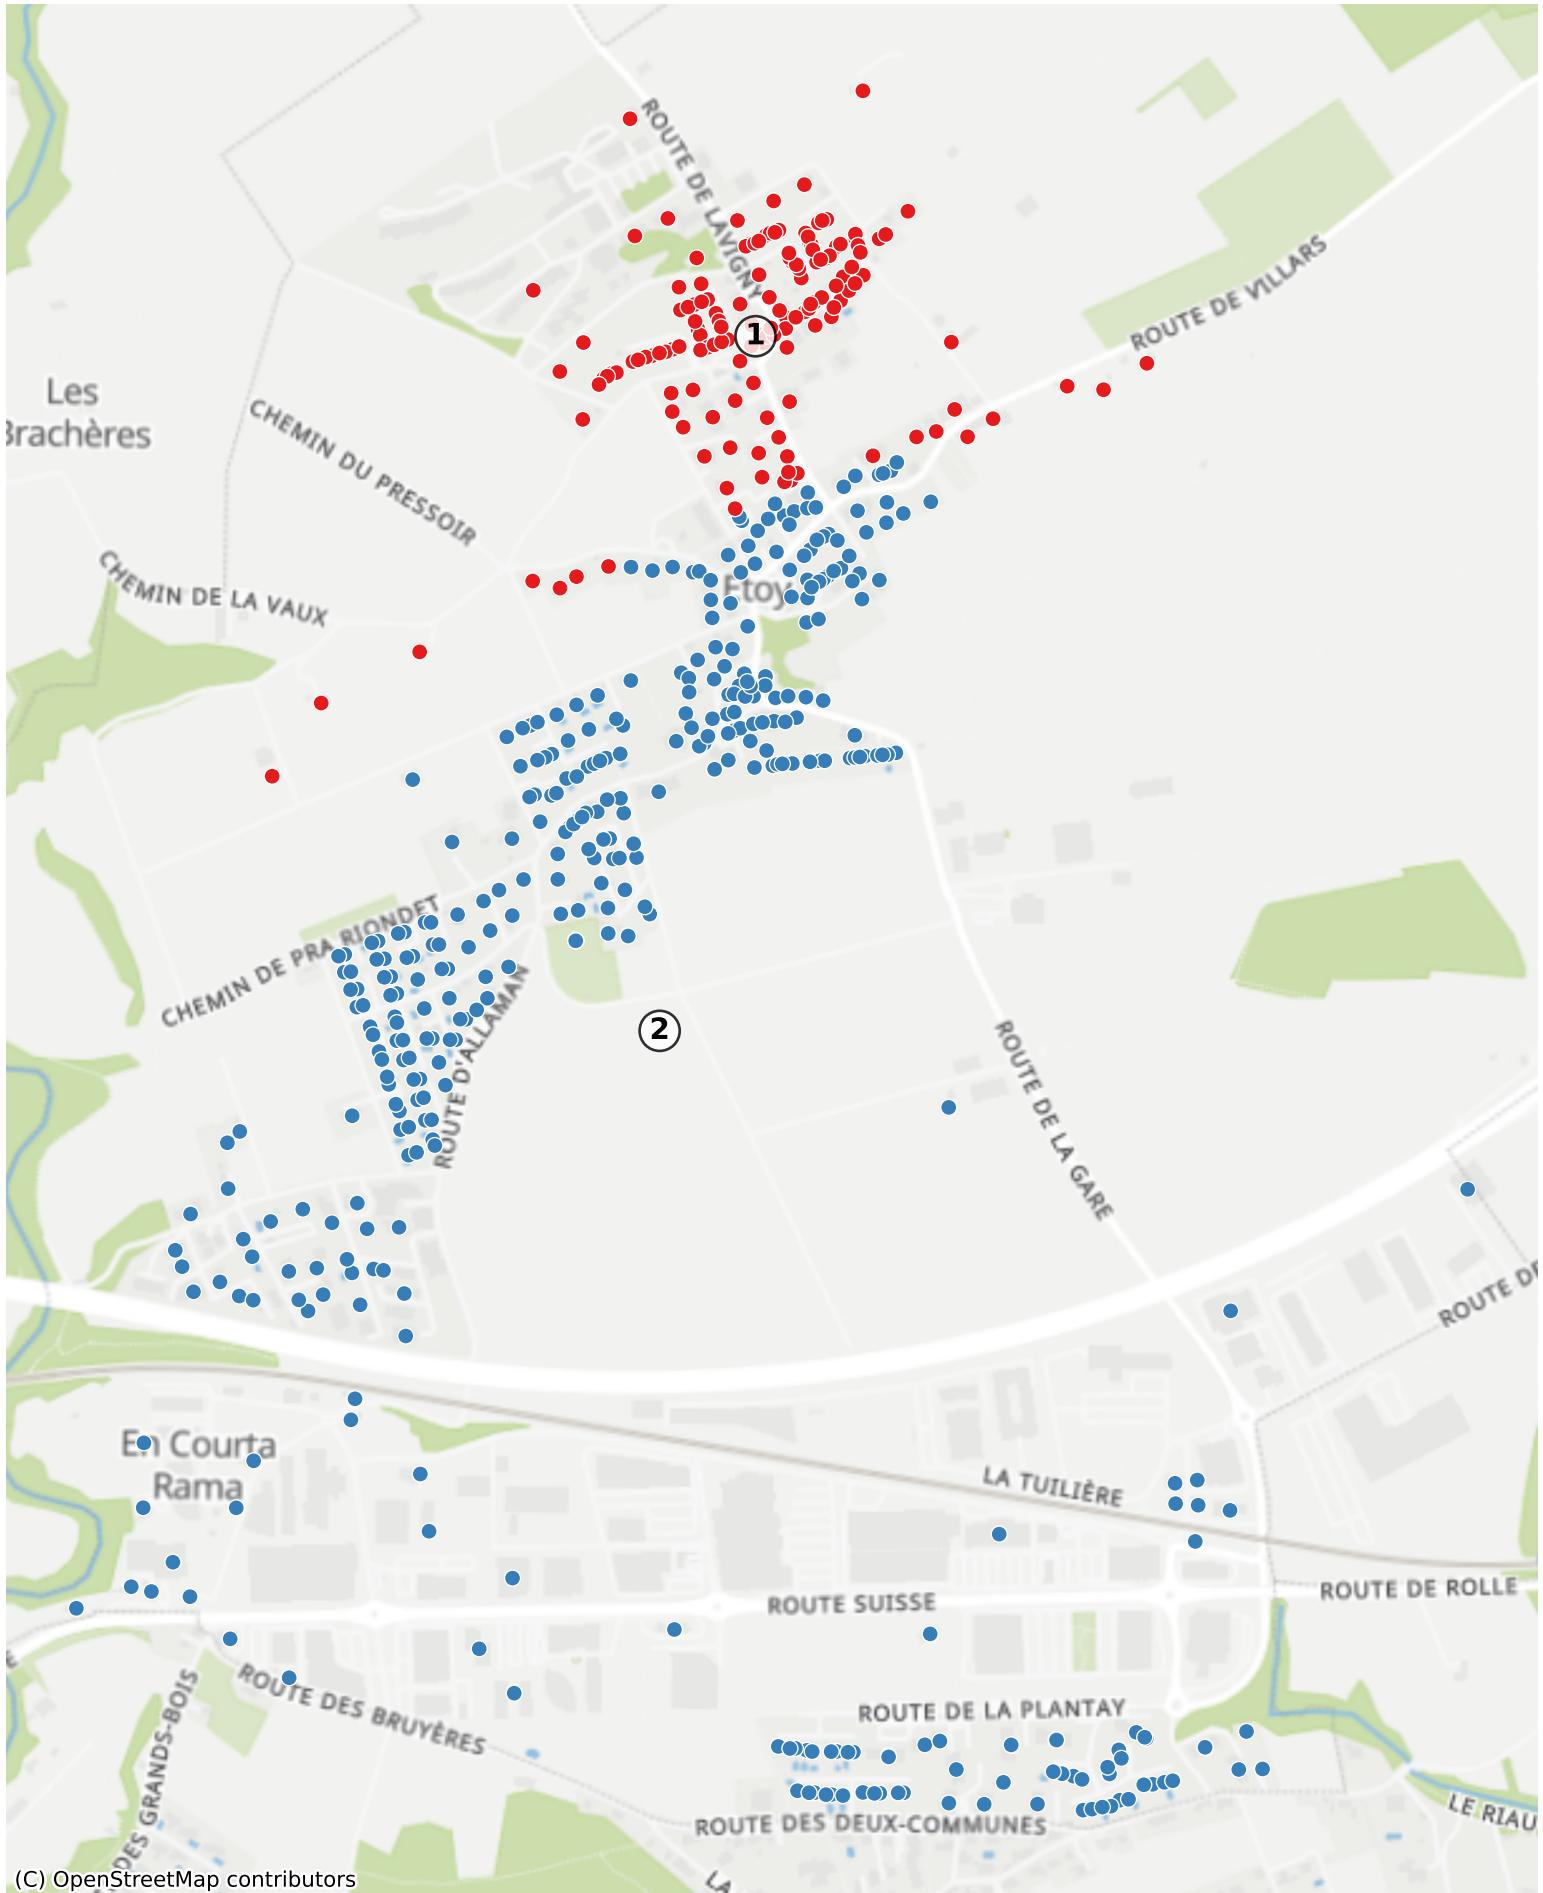 ROUTE DE LAVIGNY
ROUTE DE VILLARS
1
Les
Brachères
CHEMIN DU PRESSOIR
CHEMIN DE LA VAUX
Etoy
CHEMIN DE PRA RIONDET
ROUTE D'ALLAMAN
2
ROUTE DE LA GARE
ROUTE DE
En Courta
Rama
LA TUILIÈRE
ROUTE SUISSE
ROUTE DE ROLLE
ROUTE DES BRUYÈRES
DES GRANDS-BOIS
ROUTE DE LA PLANTAY
ROUTE DES DEUX-COMMUNES
LE RIAU
LA
(C) OpenStreetMap contributors